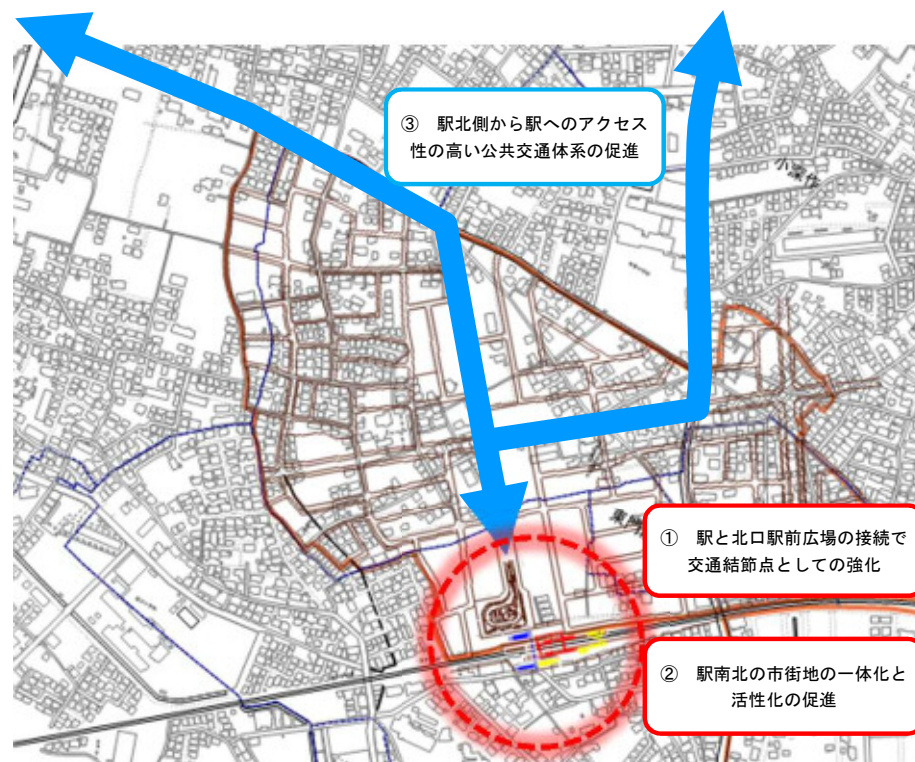 ③ 駅北側から駅へのアクセス
性の高い公共交通体系の促進
小深作
① 駅と北口駅前広場の接続で
交通結節点としての強化
② 駅南北の市街地の一体化と
活性化の促進